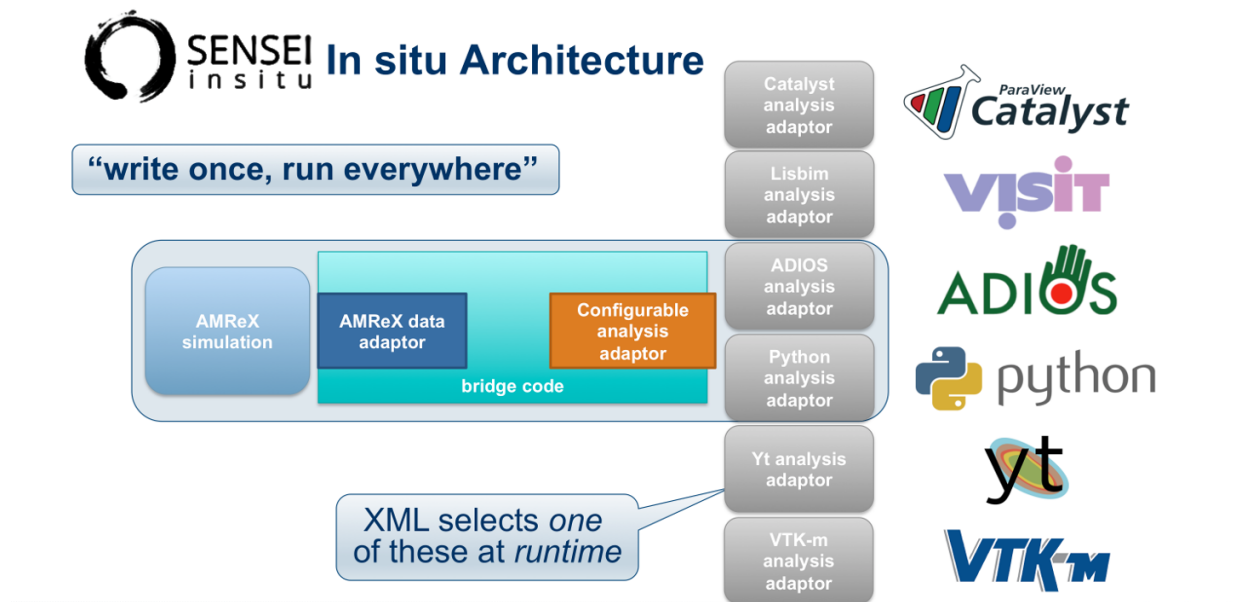 SENSEI
insitu
In situ Architecture
“write once, run everywhere”
AMReX
simulation
AMReX data
adaptor
Configurable
analysis
adaptor
bridge code
Catalyst
analysis
adaptor
Lisbim
analysis
adaptor
ADIOS
analysis
adaptor
Python
analysis
adaptor
Yt analysis
adaptor
VTK-m
analysis
adaptor
XML selects one
of these at runtime
ParaView
Catalyst
VisIT
ADIOS
python
yt
VTK-m